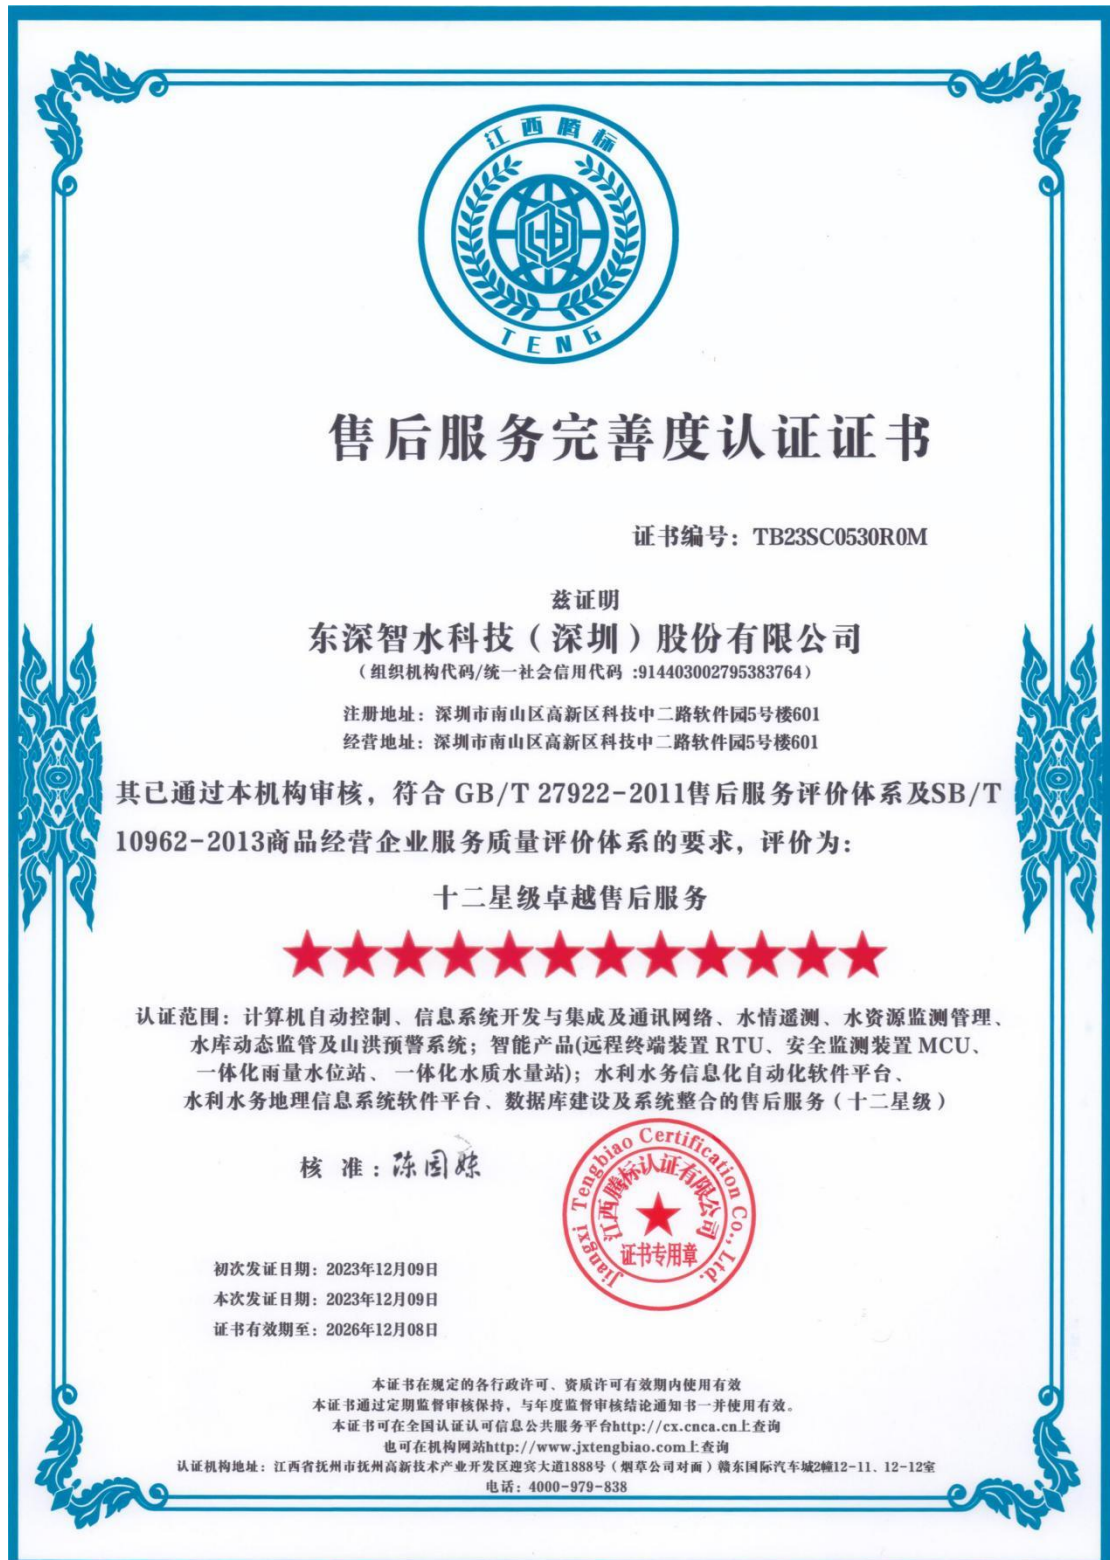 江西腾标
TENG
售后服务完善度认证证书
证书编号：TB23SC0530R0M
兹证明
东深智水科技（深圳）股份有限公司
（组织机构代码/统一社会信用代码 :914403002795383764）
注册地址：深圳市南山区高新区科技中二路软件园5号楼601
经营地址：深圳市南山区高新区科技中二路软件园5号楼601
其已通过本机构审核，符合 GB/T 27922-2011售后服务评价体系及SB/T
10962-2013商品经营企业服务质量评价体系的要求，评价为：
十二星级卓越售后服务
认证范围：计算机自动控制、信息系统开发与集成及通讯网络、水情遥测、水资源监测管理、
水库动态监管及山洪预警系统；智能产品(远程终端装置 RTU、安全监测装置 MCU、
一体化雨量水位站、一体化水质水量站)；水利水务信息化自动化软件平台、
水利水务地理信息系统软件平台、数据库建设及系统整合的售后服务（十二星级）
核 准：陈园妹
Jiangxi Tengbiao Certification Co., Ltd.
江西腾标认证有限公司
证书专用章
初次发证日期：2023年12月09日
本次发证日期：2023年12月09日
证书有效期至：2026年12月08日
本证书在规定的各行政许可、资质许可有效期内使用有效
本证书通过定期监督审核保持，与年度监督审核结论通知书一并使用有效。
本证书可在全国认证认可信息公共服务平台http://cx.cnca.cn上查询
也可在机构网站http://www.jxtengbiao.com上查询
认证机构地址：江西省抚州市抚州高新技术产业开发区迎宾大道1888号（烟草公司对面）赣东国际汽车城2幢12-11、12-12室
电话：4000-979-838